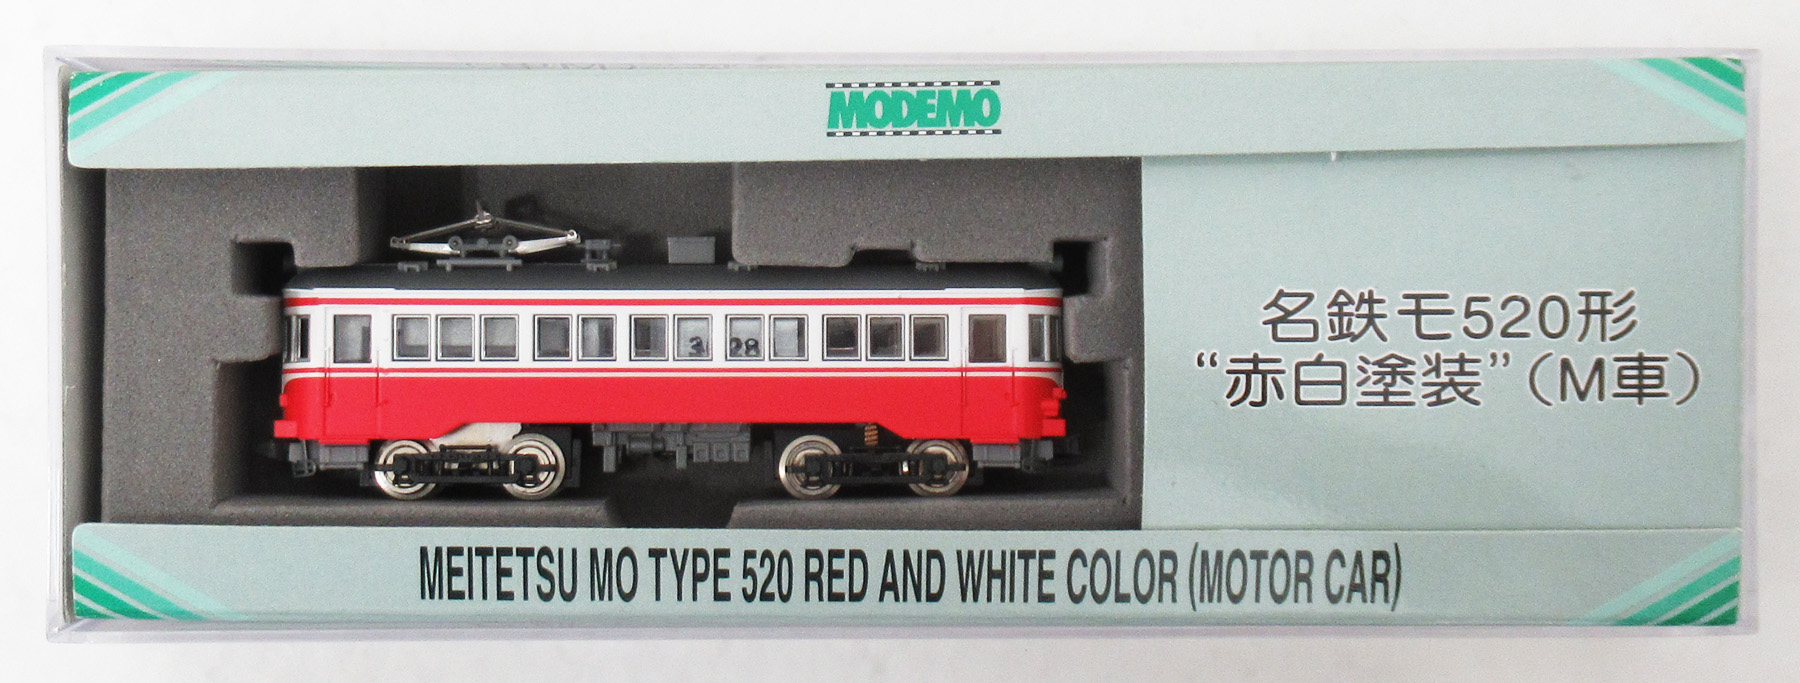 MODEMO
名鉄モ520形
“赤白塗装”（M車）
MEITETSU MO TYPE 520 RED AND WHITE COLOR (MOTOR CAR)